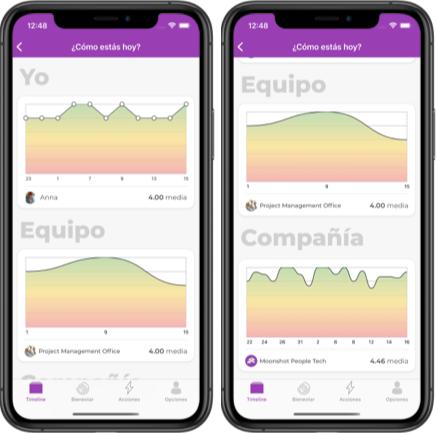 12:48
¿Cómo estás hoy?
Yo
23 1 7 9 13 15
Anna 4.00 media
Equipo
1 9 15
Project Management Office 4.00 media
Timeline Bienestar Acciones Opciones
12:48
¿Cómo estás hoy?
Equipo
1 9 15
Project Management Office 4.00 media
Compañía
22 24 26 31 2 4 6 8 12 14 16
Moonshot People Tech 4.46 media
Timeline Bienestar Acciones Opciones